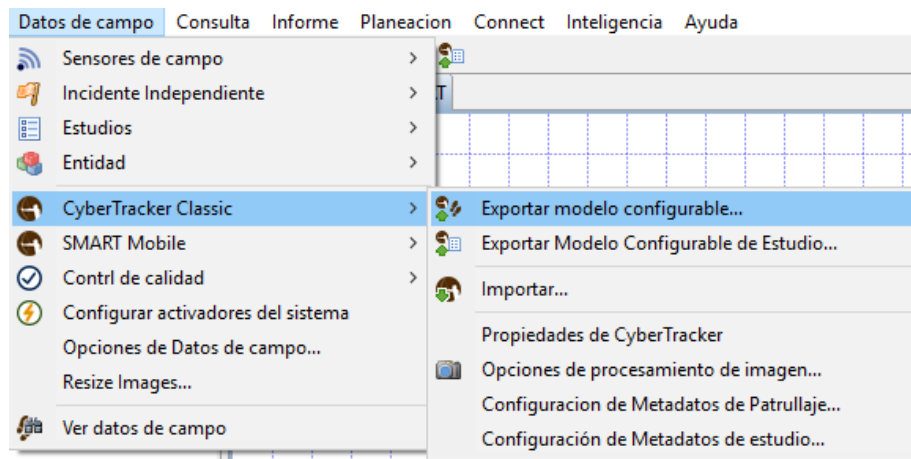 Datos de campo Consulta Informe Planeacion Connect Inteligencia Ayuda
Sensores de campo
Incidente Independiente
Estudios
Entidad
CyberTracker Classic
SMART Mobile
Contrl de calidad
Configurar activadores del sistema
Opciones de Datos de campo...
Resize Images...
Ver datos de campo
Exportar modelo configurable...
Exportar Modelo Configurable de Estudio...
Importar...
Propiedades de CyberTracker
Opciones de procesamiento de imagen...
Configuracion de Metadatos de Patrullaje...
Configuración de Metadatos de estudio...